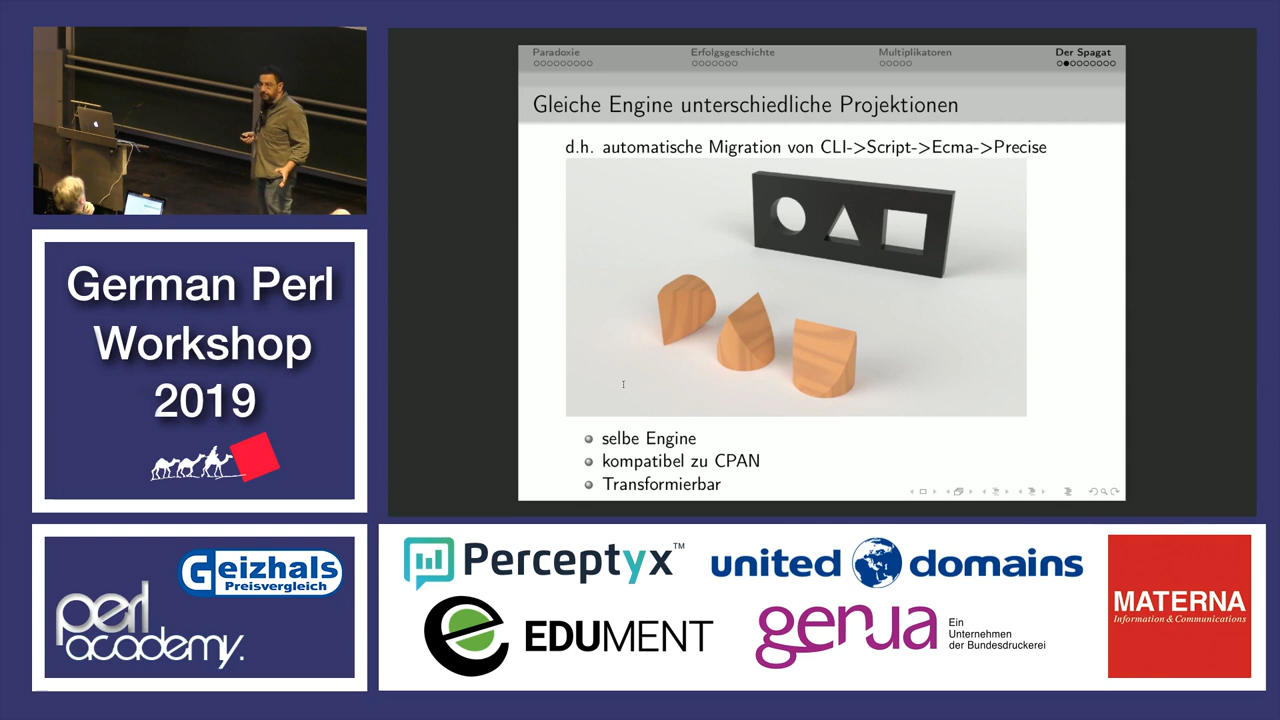 Paradoxie
Erfolgsgeschichte
Multiplikatoren
Der Spagat
Gleiche Engine unterschiedliche Projektionen
d.h. automatische Migration von CLI->Script->Ecma->Precise
selbe Engine
kompatibel zu CPAN
Transformierbar
German Perl
Workshop
2019
Geizhals
Preisvergleich
perl
academy.
Perceptyx™
united domains
EDUMENT
genua
Ein
Unternehmen
der Bundesdruckerei
MATERNA
Information & Communications